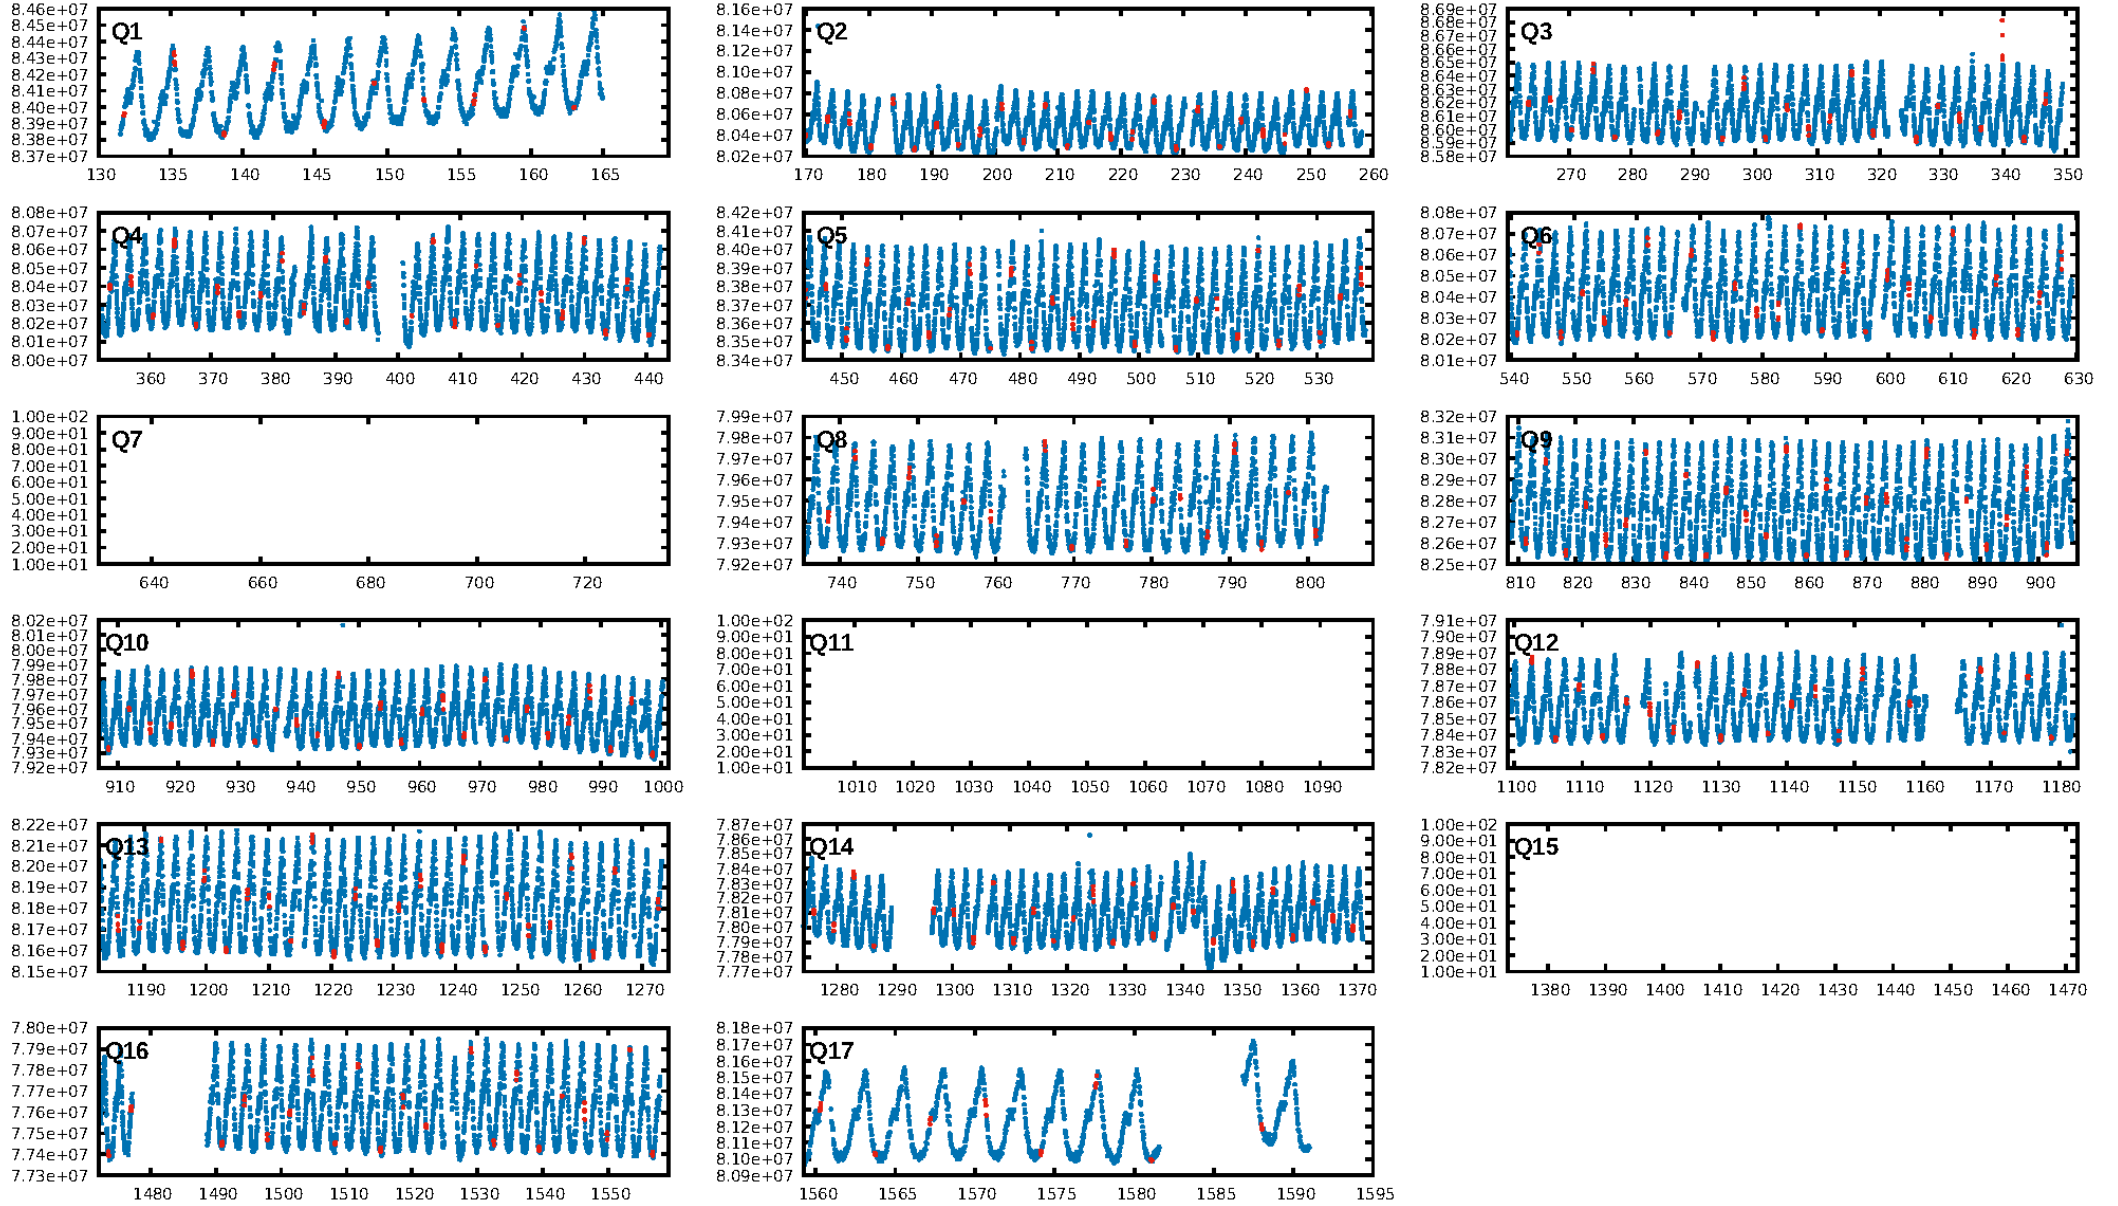 Q1
8.46e+07
8.45e+07
8.44e+07
8.43e+07
8.42e+07
8.41e+07
8.40e+07
8.39e+07
8.38e+07
8.37e+07
130 135 140 145 150 155 160 165
Q2
8.16e+07
8.14e+07
8.12e+07
8.10e+07
8.08e+07
8.06e+07
8.04e+07
8.02e+07
170 180 190 200 210 220 230 240 250 260
Q3
8.69e+07
8.68e+07
8.67e+07
8.66e+07
8.65e+07
8.64e+07
8.63e+07
8.62e+07
8.61e+07
8.60e+07
8.59e+07
8.58e+07
270 280 290 300 310 320 330 340 350
Q4
8.08e+07
8.07e+07
8.06e+07
8.05e+07
8.04e+07
8.03e+07
8.02e+07
8.01e+07
8.00e+07
360 370 380 390 400 410 420 430 440
Q5
8.42e+07
8.41e+07
8.40e+07
8.39e+07
8.38e+07
8.37e+07
8.36e+07
8.35e+07
8.34e+07
450 460 470 480 490 500 510 520 530
Q6
8.08e+07
8.07e+07
8.06e+07
8.05e+07
8.04e+07
8.03e+07
8.02e+07
8.01e+07
540 550 560 570 580 590 600 610 620 630
Q7
1.00e+02
9.00e+01
8.00e+01
7.00e+01
6.00e+01
5.00e+01
4.00e+01
3.00e+01
2.00e+01
1.00e+01
640 660 680 700 720
Q8
7.99e+07
7.98e+07
7.97e+07
7.96e+07
7.95e+07
7.94e+07
7.93e+07
7.92e+07
740 750 760 770 780 790 800
Q9
8.32e+07
8.31e+07
8.30e+07
8.29e+07
8.28e+07
8.27e+07
8.26e+07
8.25e+07
810 820 830 840 850 860 870 880 890 900
Q10
8.02e+07
8.01e+07
8.00e+07
7.99e+07
7.98e+07
7.97e+07
7.96e+07
7.95e+07
7.94e+07
7.93e+07
7.92e+07
910 920 930 940 950 960 970 980 990 1000
Q11
1.00e+02
9.00e+01
8.00e+01
7.00e+01
6.00e+01
5.00e+01
4.00e+01
3.00e+01
2.00e+01
1.00e+01
1010 1020 1030 1040 1050 1060 1070 1080 1090
Q12
7.91e+07
7.90e+07
7.89e+07
7.88e+07
7.87e+07
7.86e+07
7.85e+07
7.84e+07
7.83e+07
7.82e+07
1100 1110 1120 1130 1140 1150 1160 1170 1180
Q13
8.22e+07
8.21e+07
8.20e+07
8.19e+07
8.18e+07
8.17e+07
8.16e+07
8.15e+07
1190 1200 1210 1220 1230 1240 1250 1260 1270
Q14
7.87e+07
7.86e+07
7.85e+07
7.84e+07
7.83e+07
7.82e+07
7.81e+07
7.80e+07
7.79e+07
7.78e+07
7.77e+07
1280 1290 1300 1310 1320 1330 1340 1350 1360 1370
Q15
1.00e+02
9.00e+01
8.00e+01
7.00e+01
6.00e+01
5.00e+01
4.00e+01
3.00e+01
2.00e+01
1.00e+01
1380 1390 1400 1410 1420 1430 1440 1450 1460 1470
Q16
7.80e+07
7.79e+07
7.78e+07
7.77e+07
7.76e+07
7.75e+07
7.74e+07
7.73e+07
1480 1490 1500 1510 1520 1530 1540 1550
Q17
8.18e+07
8.17e+07
8.16e+07
8.15e+07
8.14e+07
8.13e+07
8.12e+07
8.11e+07
8.10e+07
8.09e+07
1560 1565 1570 1575 1580 1585 1590 1595